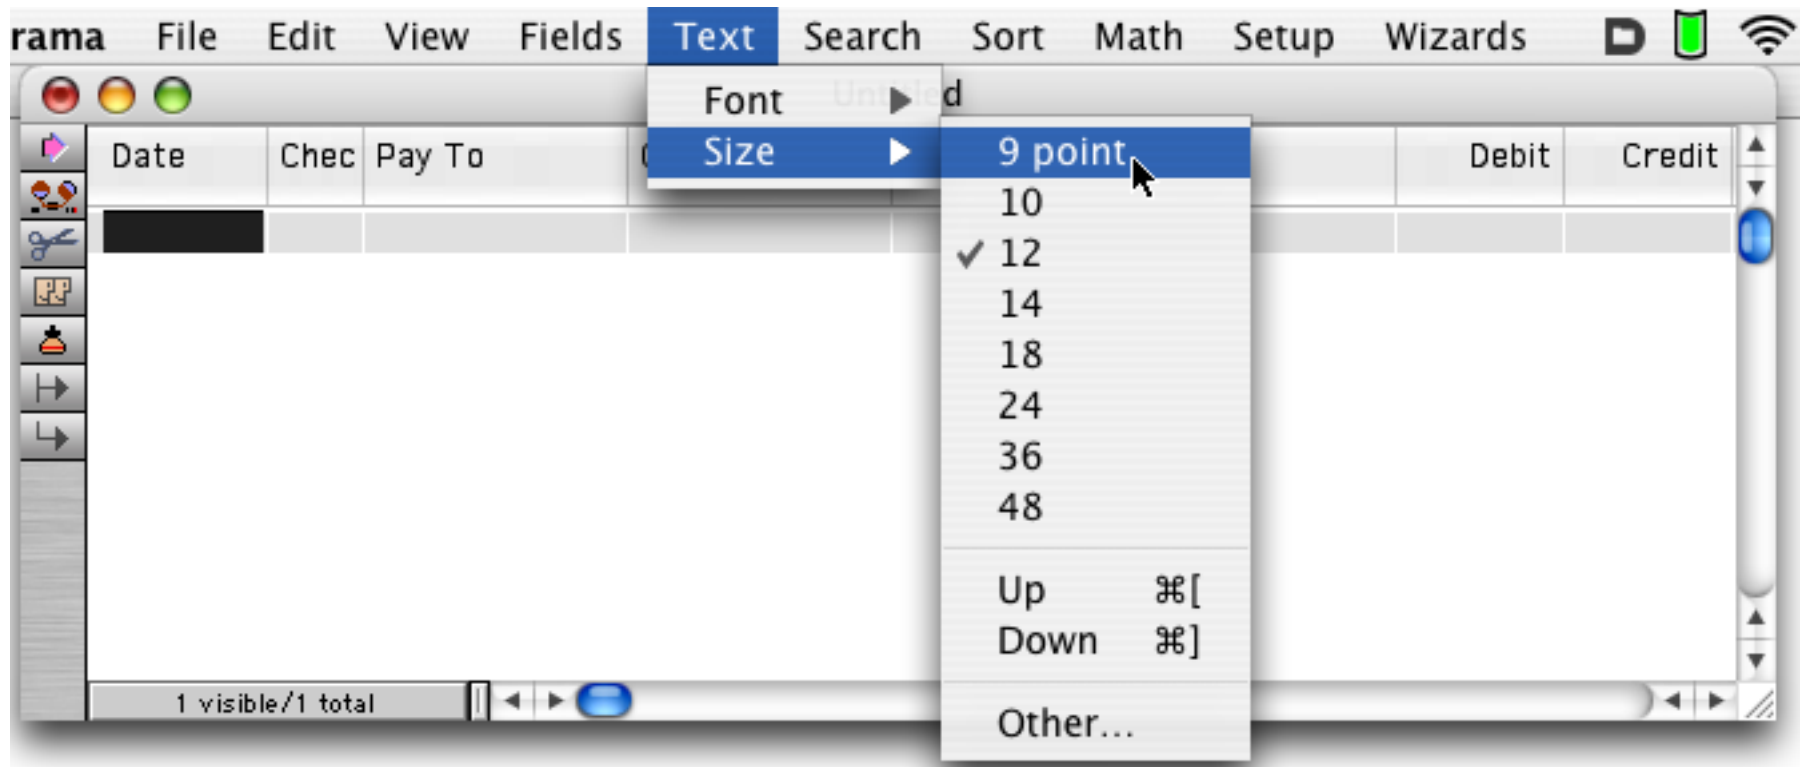 rama File Edit View Fields Text Search Sort Math Setup Wizards
Untitled
Font
Date Chec Pay To Size 9 point Debit Credit
10
12
14
18
24
36
48
Up ⌘[
Down ⌘]
1 visible/1 total
Other...